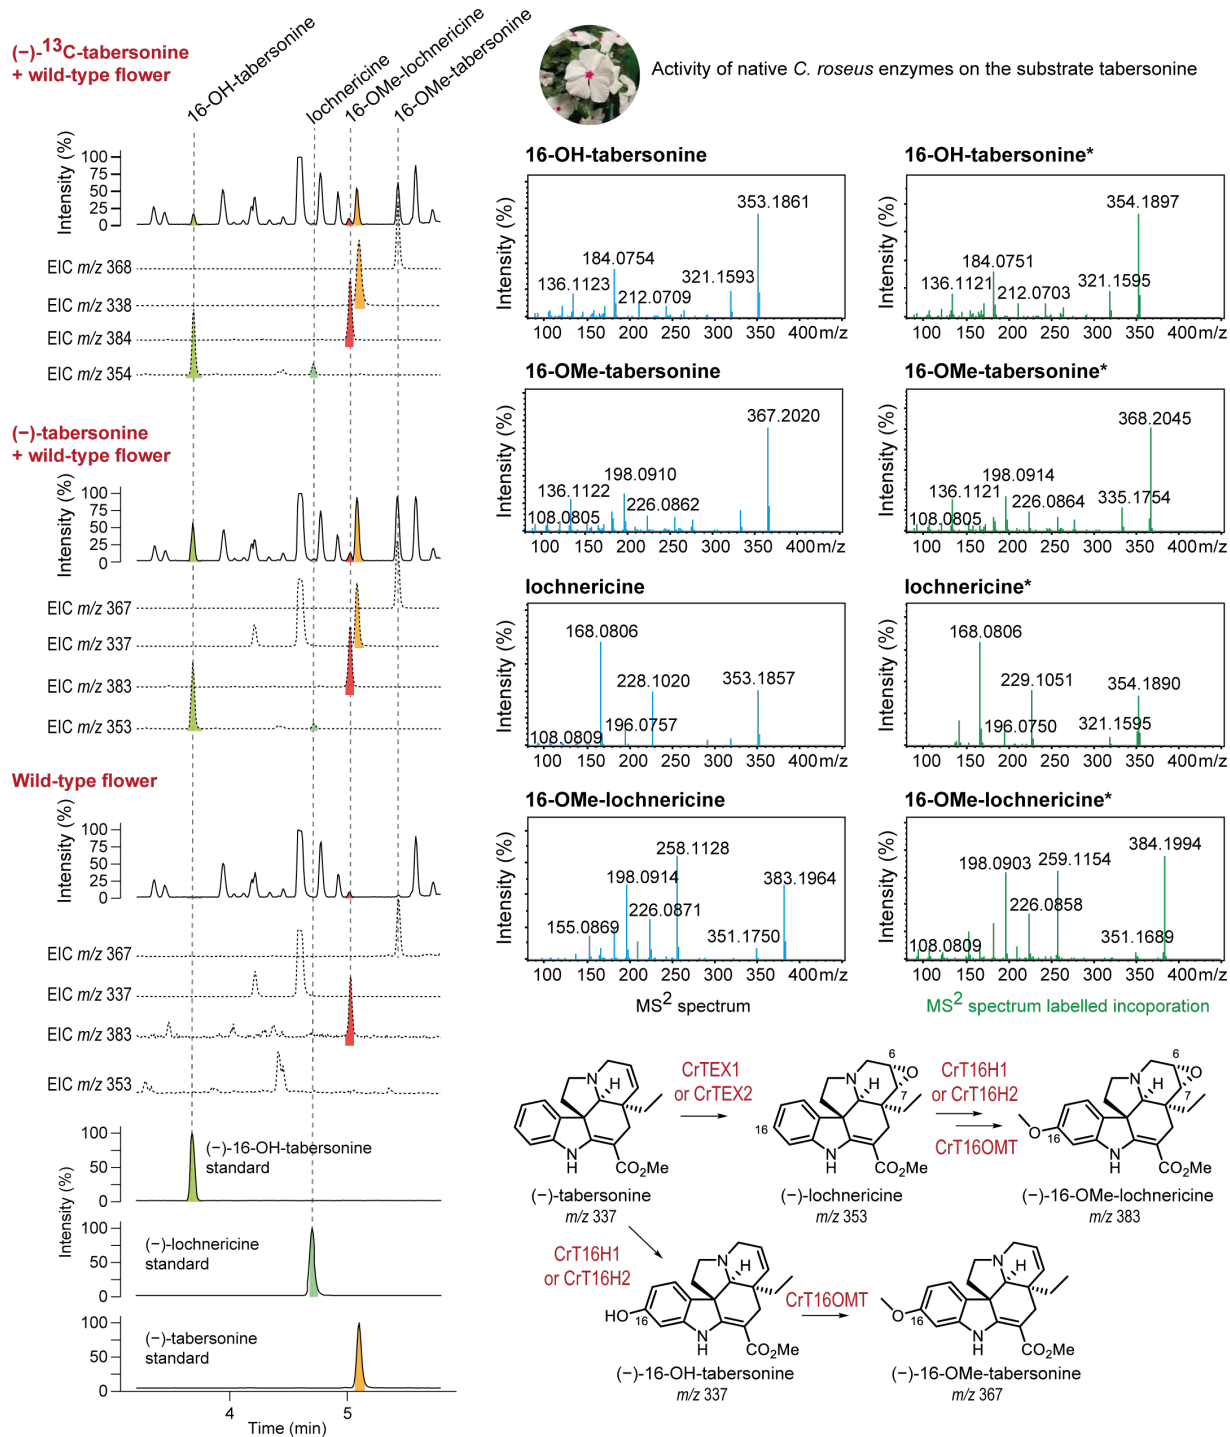 (−)-13C-tabersonine
+ wild-type flower
16-OH-tabersonine
lochnericine
16-OMe-lochnericine
16-OMe-tabersonine
Intensity (%)
100
75
50
25
0
EIC m/z 368
EIC m/z 338
EIC m/z 384
EIC m/z 354
(−)-tabersonine
+ wild-type flower
Intensity (%)
100
75
50
25
0
EIC m/z 367
EIC m/z 337
EIC m/z 383
EIC m/z 353
Wild-type flower
Intensity (%)
100
75
50
25
0
EIC m/z 367
EIC m/z 337
EIC m/z 383
EIC m/z 353
Intensity (%)
100
50
0
(−)-16-OH-tabersonine
standard
100
50
0
(−)-lochnericine
standard
100
50
0
(−)-tabersonine
standard
4 5
Time (min)
Activity of native C. roseus enzymes on the substrate tabersonine
16-OH-tabersonine
Intensity (%)
353.1861
184.0754
321.1593
136.1123
212.0709
100 150 200 250 300 350 400 m/z
16-OH-tabersonine*
Intensity (%)
354.1897
184.0751
321.1595
136.1121
212.0703
100 150 200 250 300 350 400 m/z
16-OMe-tabersonine
Intensity (%)
367.2020
198.0910
136.1122
226.0862
108.0805
100 150 200 250 300 350 400 m/z
16-OMe-tabersonine*
Intensity (%)
368.2045
198.0914
136.1121
226.0864
335.1754
108.0805
100 150 200 250 300 350 400 m/z
lochnericine
Intensity (%)
168.0806
228.1020
353.1857
196.0757
108.0809
100 150 200 250 300 350 400 m/z
lochnericine*
Intensity (%)
168.0806
229.1051
354.1890
196.0750
321.1595
100 150 200 250 300 350 400 m/z
16-OMe-lochnericine
Intensity (%)
258.1128
198.0914
383.1964
226.0871
155.0869
351.1750
100 150 200 250 300 350 400 m/z
MS2 spectrum
16-OMe-lochnericine*
Intensity (%)
384.1994
198.0903
259.1154
226.0858
351.1689
108.0809
100 150 200 250 300 350 400 m/z
MS2 spectrum labelled incoporation
N
H
N
H
CO2Me
(−)-tabersonine
m/z 337
CrTEX1
or CrTEX2
6
O
7
N
H
16
N
H
CO2Me
(−)-lochnericine
m/z 353
CrT16H1
or CrT16H2
CrT16OMT
6
O
7
N
H
O
16
N
H
CO2Me
(−)-16-OMe-lochnericine
m/z 383
CrT16H1
or CrT16H2
N
H
HO
16
N
H
CO2Me
(−)-16-OH-tabersonine
m/z 337
CrT16OMT
N
H
O
16
N
H
CO2Me
(−)-16-OMe-tabersonine
m/z 367